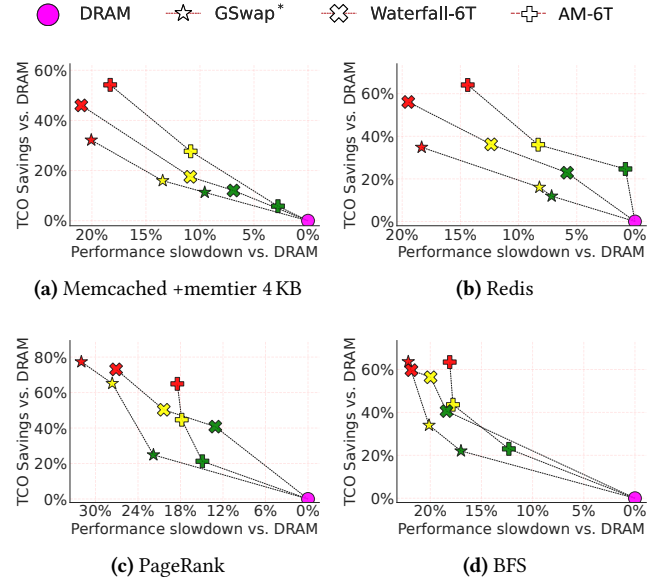 DRAM GSwap* Waterfall-6T AM-6T
TCO Savings vs. DRAM
60%
40%
20%
0%
20% 15% 10% 5% 0%
Performance slowdown vs. DRAM
(a) Memcached +memtier 4 KB
TCO Savings vs. DRAM
60%
40%
20%
0%
20% 15% 10% 5% 0%
Performance slowdown vs. DRAM
(b) Redis
TCO Savings vs. DRAM
80%
60%
40%
20%
0%
30% 24% 18% 12% 6% 0%
Performance slowdown vs. DRAM
(c) PageRank
TCO Savings vs. DRAM
60%
40%
20%
0%
20% 15% 10% 5% 0%
Performance slowdown vs. DRAM
(d) BFS